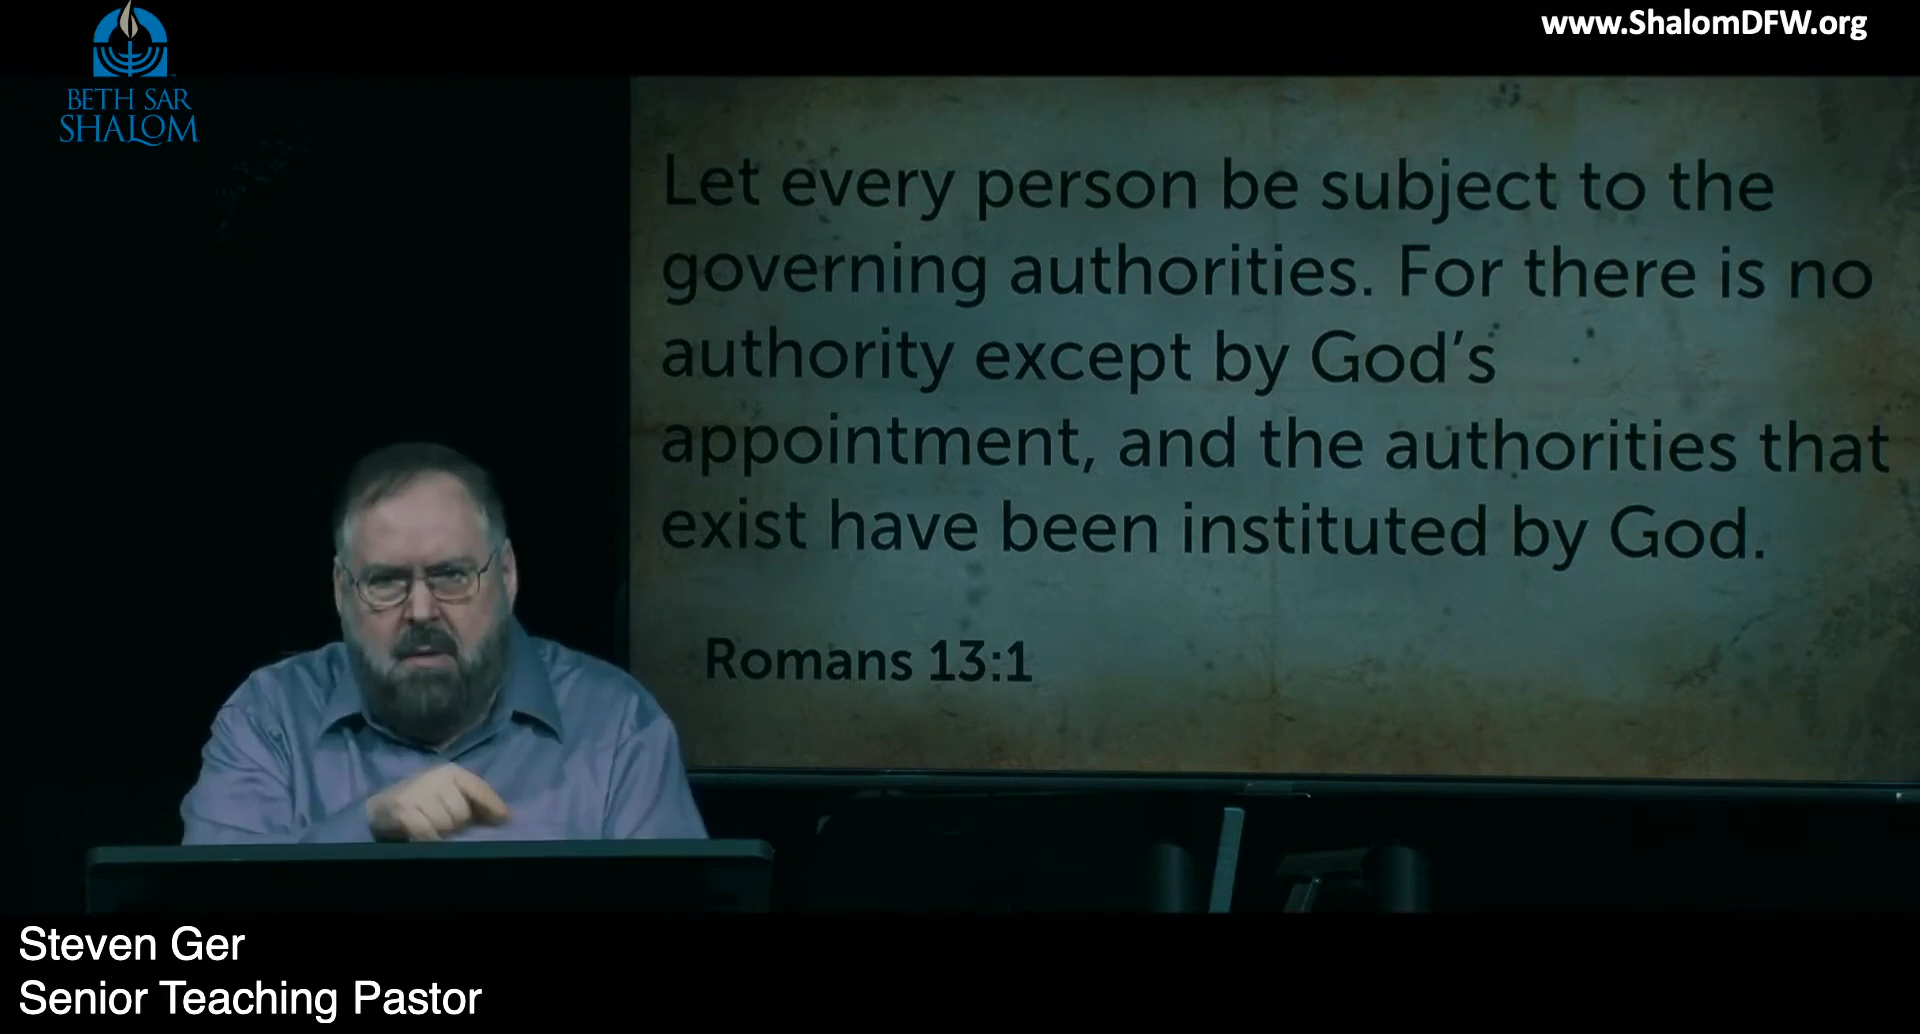 www.ShalomDFW.org
BETH SAR
SHALOM
Let every person be subject to the
governing authorities. For there is no
authority except by God's
appointment, and the authorities that
exist have been instituted by God.
Romans 13:1
Steven Ger
Senior Teaching Pastor